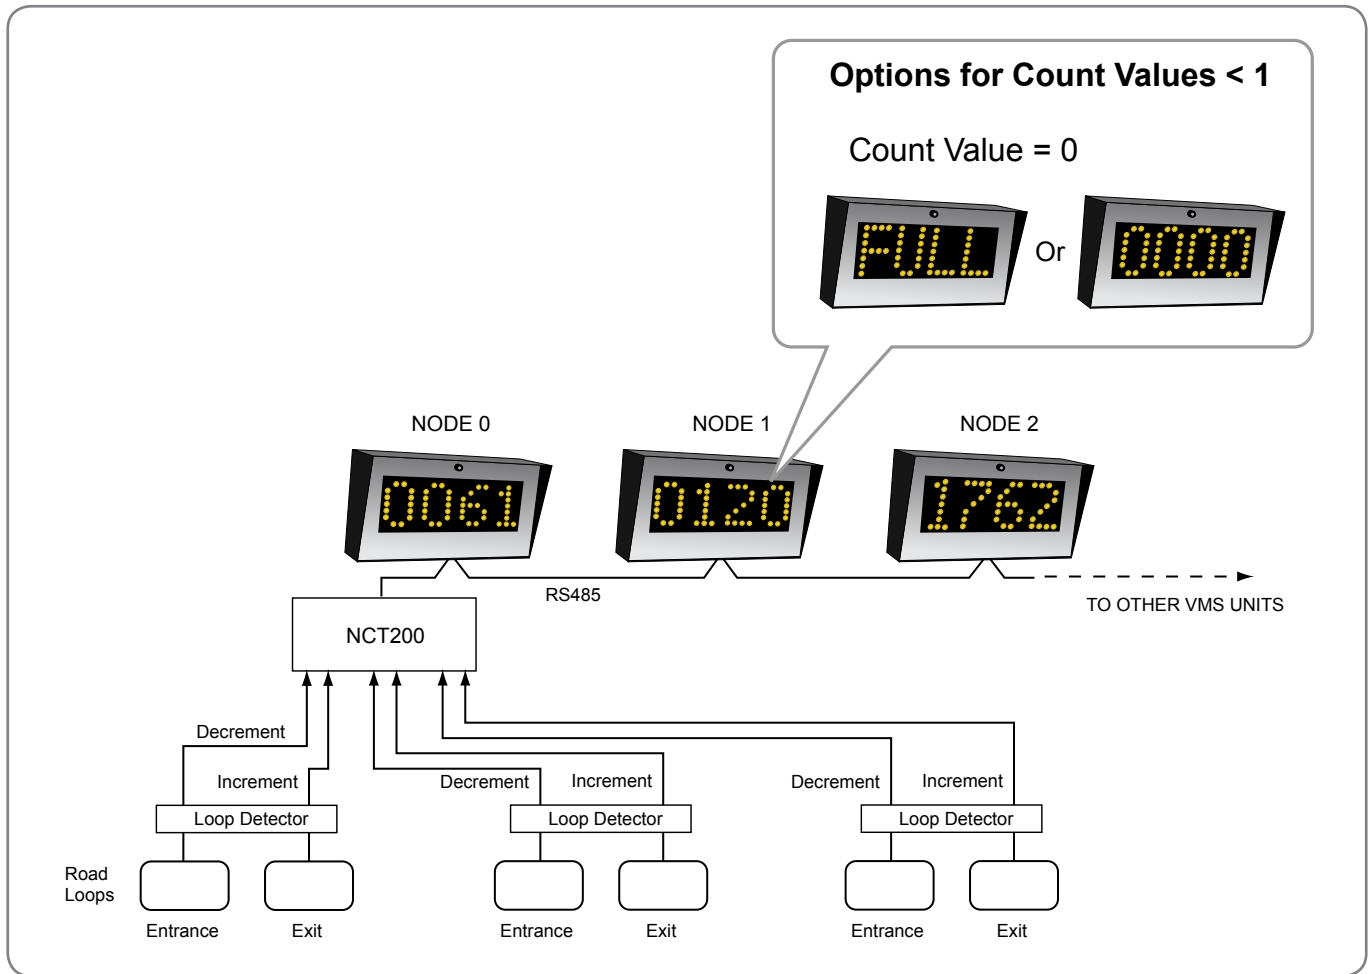 Options for Count Values < 1
Count Value = 0
FULL Or 0000
NODE 0 NODE 1 NODE 2
0061 0120 1762
RS485
TO OTHER VMS UNITS
NCT200
Decrement
Increment Decrement Increment Decrement Increment
Loop Detector Loop Detector Loop Detector
Road
Loops
Entrance Exit Entrance Exit Entrance Exit